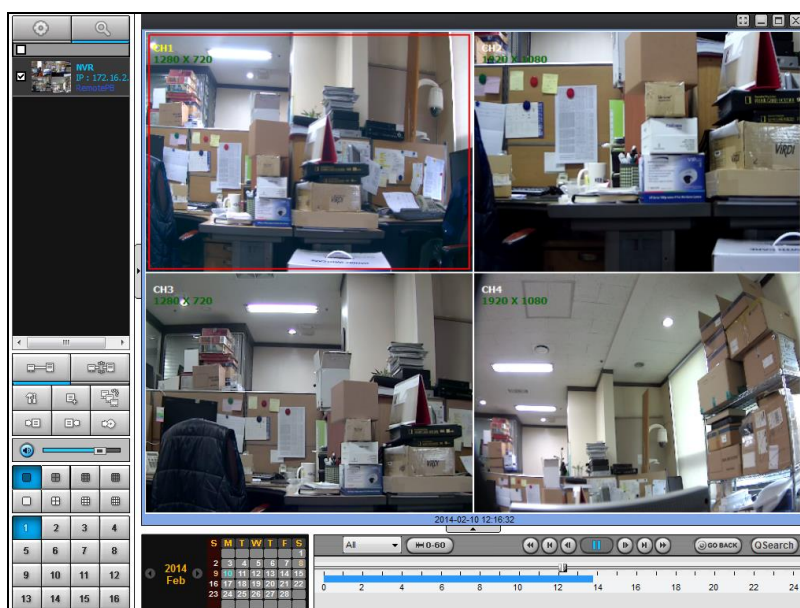 NVR
IP : 172.16.2.
RemotePB
CH1
1280 X 720
CH2
1920 X 1080
VIRDI
VIRDI
CH3
1280 X 720
CH4
1920 X 1080
2014-02-10 12:16:32
1 2 3 4
5 6 7 8
9 10 11 12
13 14 15 16
2014
Feb
S M T W T F S
1
2 3 4 5 6 7 8
9 10 11 12 13 14 15
16 17 18 19 20 21 22
23 24 25 26 27 28
All
0-60
GO BACK
QSearch
0 2 4 6 8 10 12 14 16 18 20 22 24